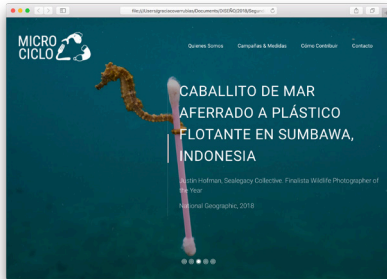 MICRO
CICLO
Quienes Somos
Campañas & Medidas
Cómo Contribuir
Contacto
CABALLITO DE MAR
AFERRADO A PLÁSTICO
FLOTANTE EN SUMBAWA,
INDONESIA
Justin Hofman, Sealegacy Collective. Finalista Wildlife Photographer of
the Year
National Geographic, 2018